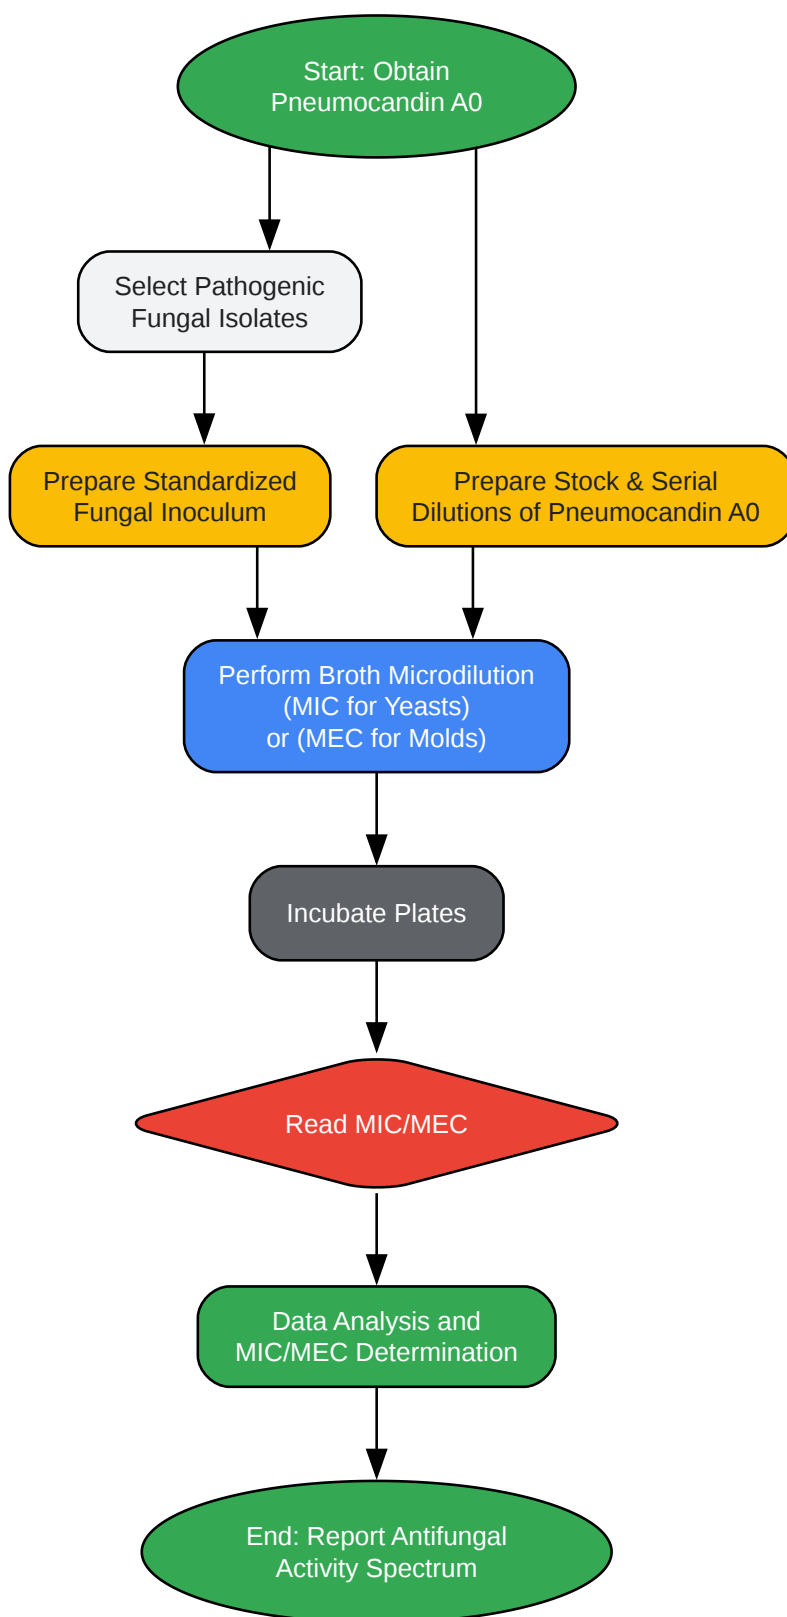 Start: Obtain
Pneumocandin A0
Select Pathogenic
Fungal Isolates
Prepare Standardized
Fungal Inoculum
Prepare Stock & Serial
Dilutions of Pneumocandin A0
Perform Broth Microdilution
(MIC for Yeasts)
or (MEC for Molds)
Incubate Plates
Read MIC/MEC
Data Analysis and
MIC/MEC Determination
End: Report Antifungal
Activity Spectrum